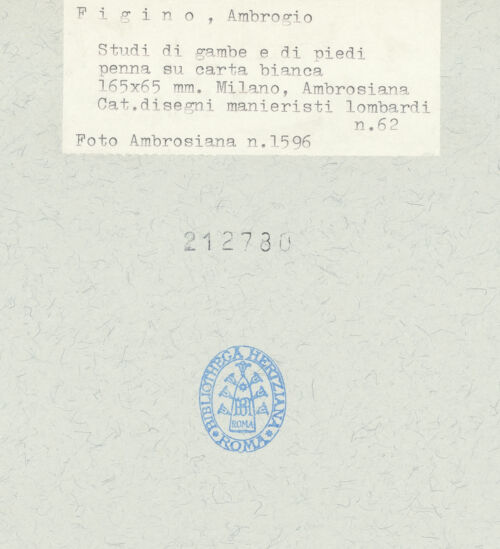 F i g i n o , Ambrogio
Studi di gambe e di piedi
penna su carta bianca
165x65 mm. Milano, Ambrosiana
Cat.disegni manieristi lombardi
n.62
Foto Ambrosiana n.1596
212780
BIBLIOTHECA HERTZIANA
ROMA
ROMA